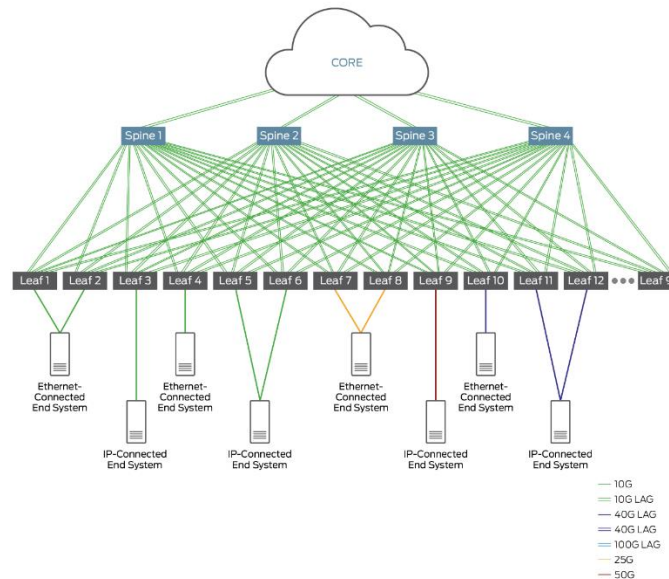 CORE
Spine 1
Spine 2
Spine 3
Spine 4
Leaf 1
Leaf 2
Leaf 3
Leaf 4
Leaf 5
Leaf 6
Leaf 7
Leaf 8
Leaf 9
Leaf 10
Leaf 11
Leaf 12
Leaf 9
Ethernet-
Connected
End System
Ethernet-
Connected
End System
Ethernet-
Connected
End System
Ethernet-
Connected
End System
IP-Connected
End System
IP-Connected
End System
IP-Connected
End System
IP-Connected
End System
10G
10G LAG
40G LAG
40G LAG
100G LAG
25G
50G